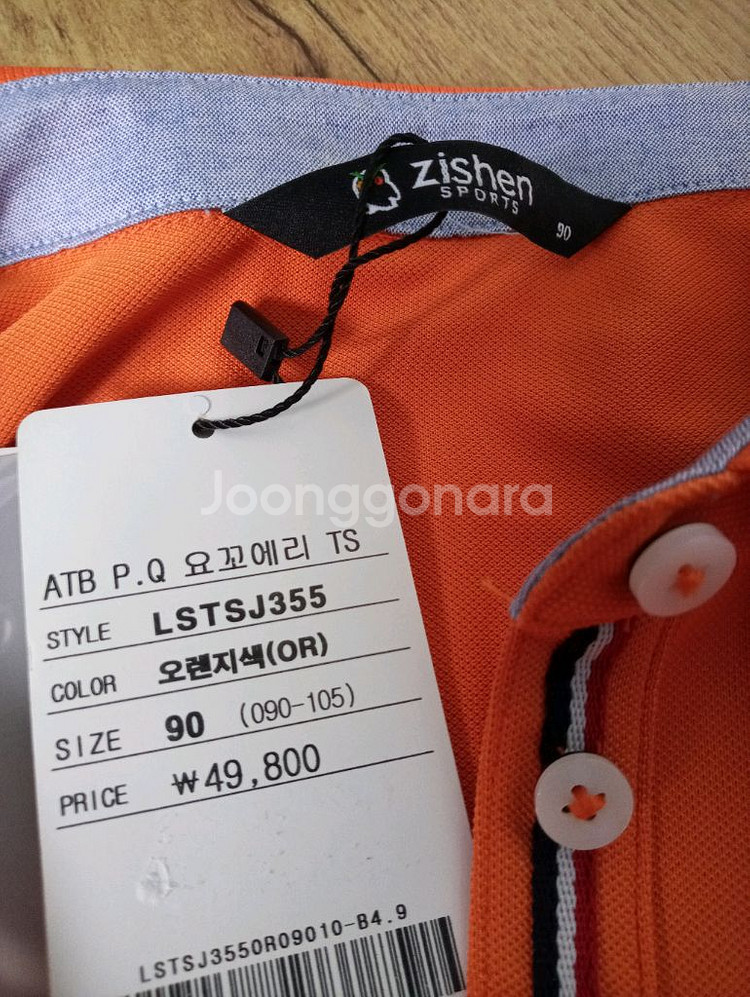 zishen
SPORTS
90
Joonggonara
ATB P.Q 요꼬에리 TS
STYLE LSTSJ355
COLOR 오렌지색(OR)
SIZE 90 (090-105)
PRICE ₩49,800
LSTSJ355OR09010-B4.9